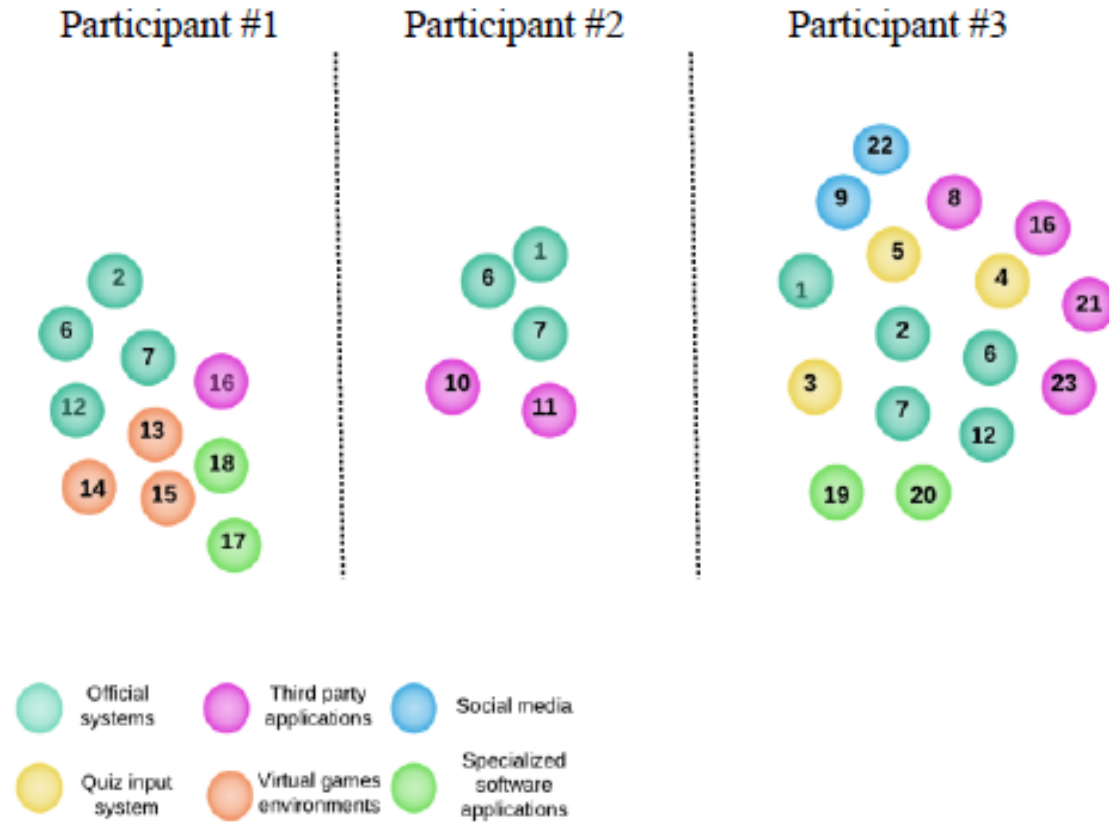 Participant #1
Participant #2
Participant #3
2
6
7
12
16
13
18
14
15
17
1
6
7
10
11
22
9
8
16
5
4
1
21
2
6
3
23
7
12
19
20
Official
systems
Third party
applications
Social media
Quiz input
system
Virtual games
environments
Specialized
software
applications